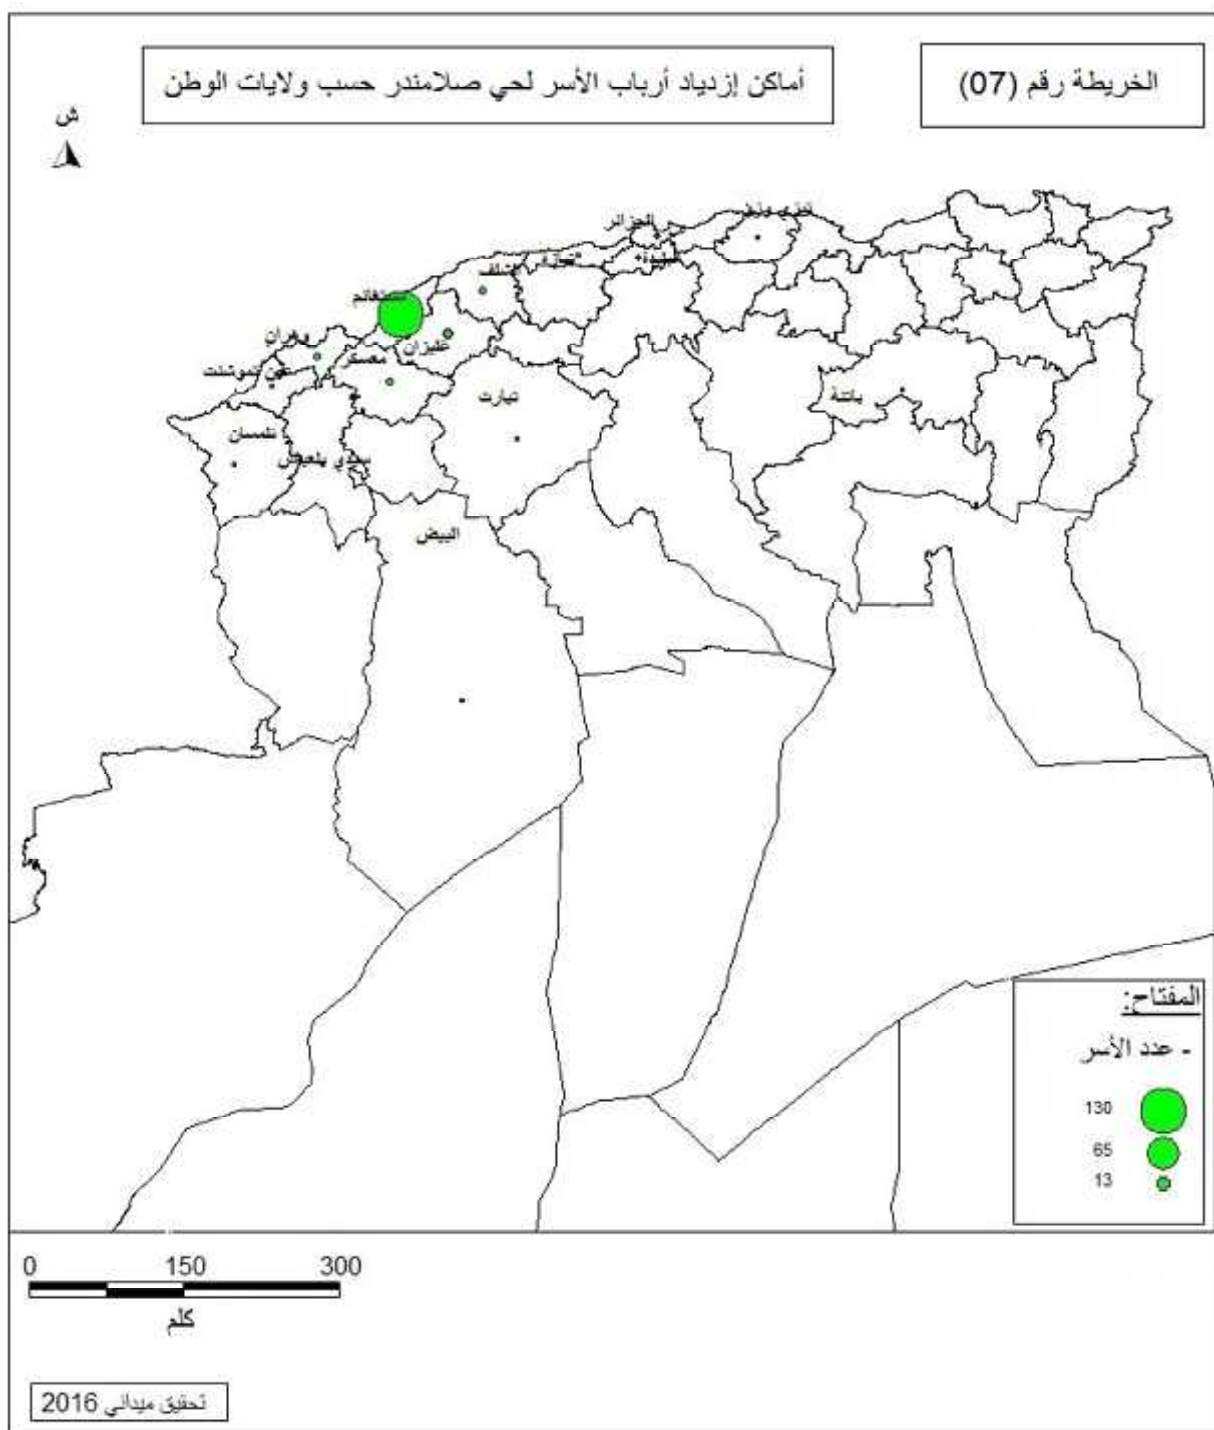 الخريطة رقم (07)
أماكن إزدياد أرباب الأسر لحي صلامندر حسب ولايات الوطن
ش
الجزائر
مستغانم
وهران
غليزان
معسكر
تيارت
باتنة
تلمسان
البيض
المفتاح:
- عدد الأسر
130
65
13
0 150 300
كلم
تحقيق ميداني 2016